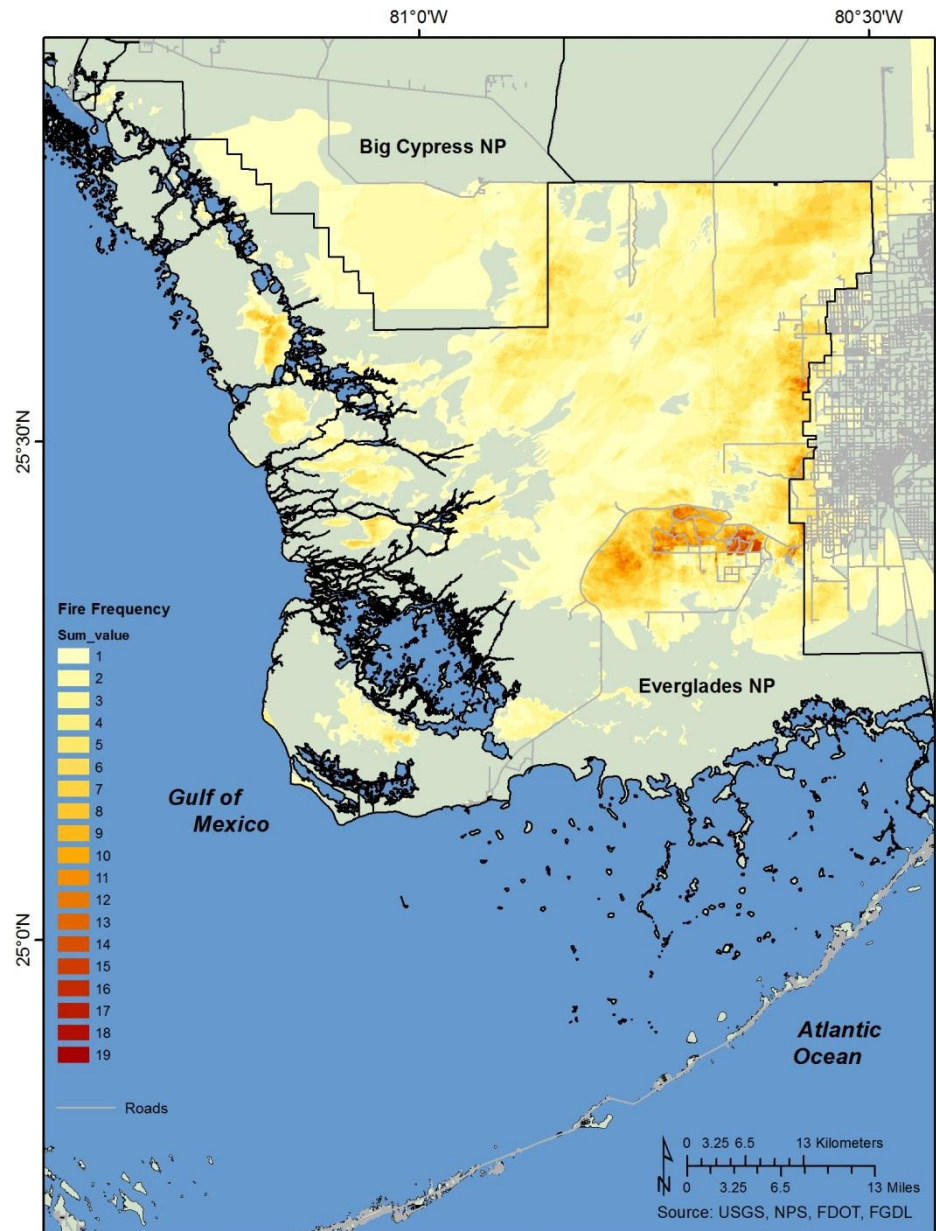 81°0'W
80°30'W
Big Cypress NP
25°30'N
Fire Frequency
Sum_value
1
2
3
4
5
6
7
8
9
10
11
12
13
14
15
16
17
18
19
Everglades NP
Gulf of
Mexico
25°0'N
Atlantic
Ocean
Roads
N
0 3.25 6.5 13 Kilometers
0 3.25 6.5 13 Miles
Source: USGS, NPS, FDOT, FGDL